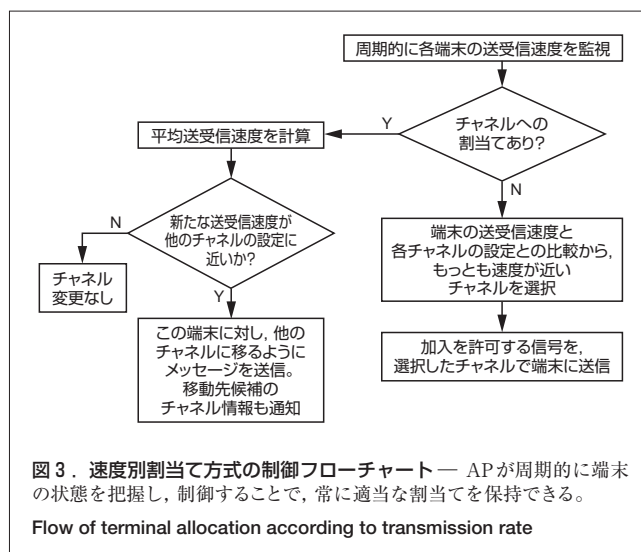 周期的に各端末の送受信速度を監視
チャネルへの
割当てあり?
Y
N
平均送受信速度を計算
新たな送受信速度が
他のチャネルの設定に
近いか?
N
Y
チャネル
変更なし
この端末に対し，他の
チャネルに移るように
メッセージを送信。
移動先候補の
チャネル情報も通知
端末の送受信速度と
各チャネルの設定との比較から，
もっとも速度が近い
チャネルを選択
加入を許可する信号を，
選択したチャネルで端末に送信
図3．速度別割当て方式の制御フローチャート — APが周期的に端末
の状態を把握し，制御することで，常に適当な割当てを保持できる。
Flow of terminal allocation according to transmission rate